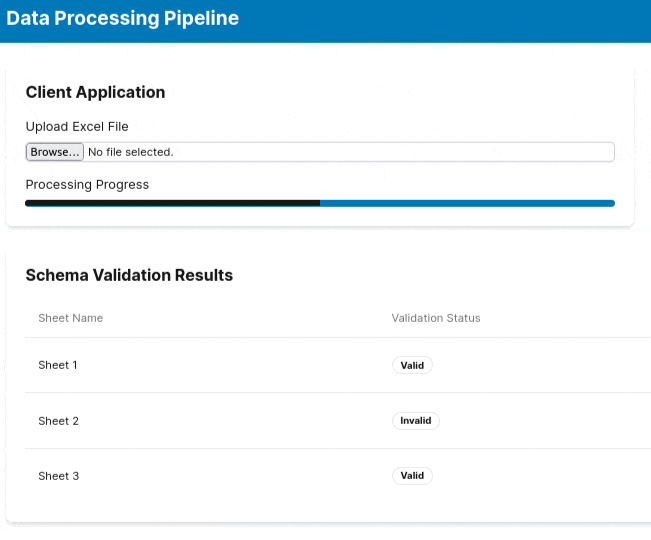 Data Processing Pipeline
Client Application
Upload Excel File
Browse... No file selected.
Processing Progress
Schema Validation Results
Sheet Name Validation Status
Sheet 1 Valid
Sheet 2 Invalid
Sheet 3 Valid